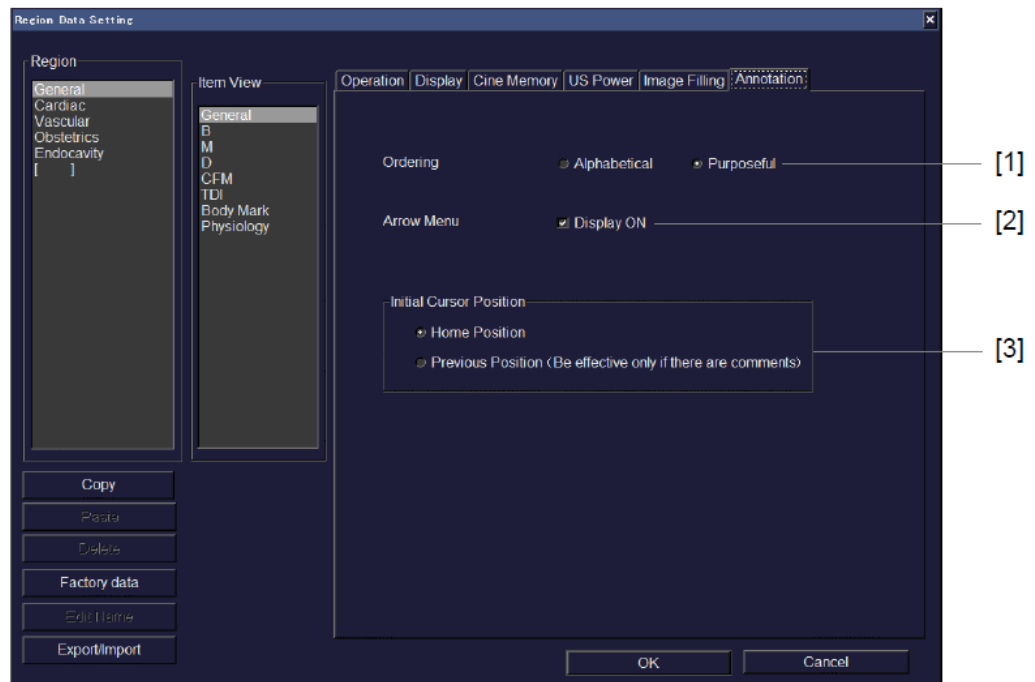 Region Data Setting
Region
General
Cardiac
Vascular
Obstetrics
Endocavity
[ ]
Item View
General
B
M
D
CFM
TDI
Body Mark
Physiology
Operation Display Cine Memory US Power Image Filling Annotation
Ordering Alphabetical Purposeful [1]
Arrow Menu Display ON [2]
Initial Cursor Position
Home Position
Previous Position (Be effective only if there are comments) [3]
Copy
Paste
Delete
Factory data
Edit Name
Export/Import
OK Cancel